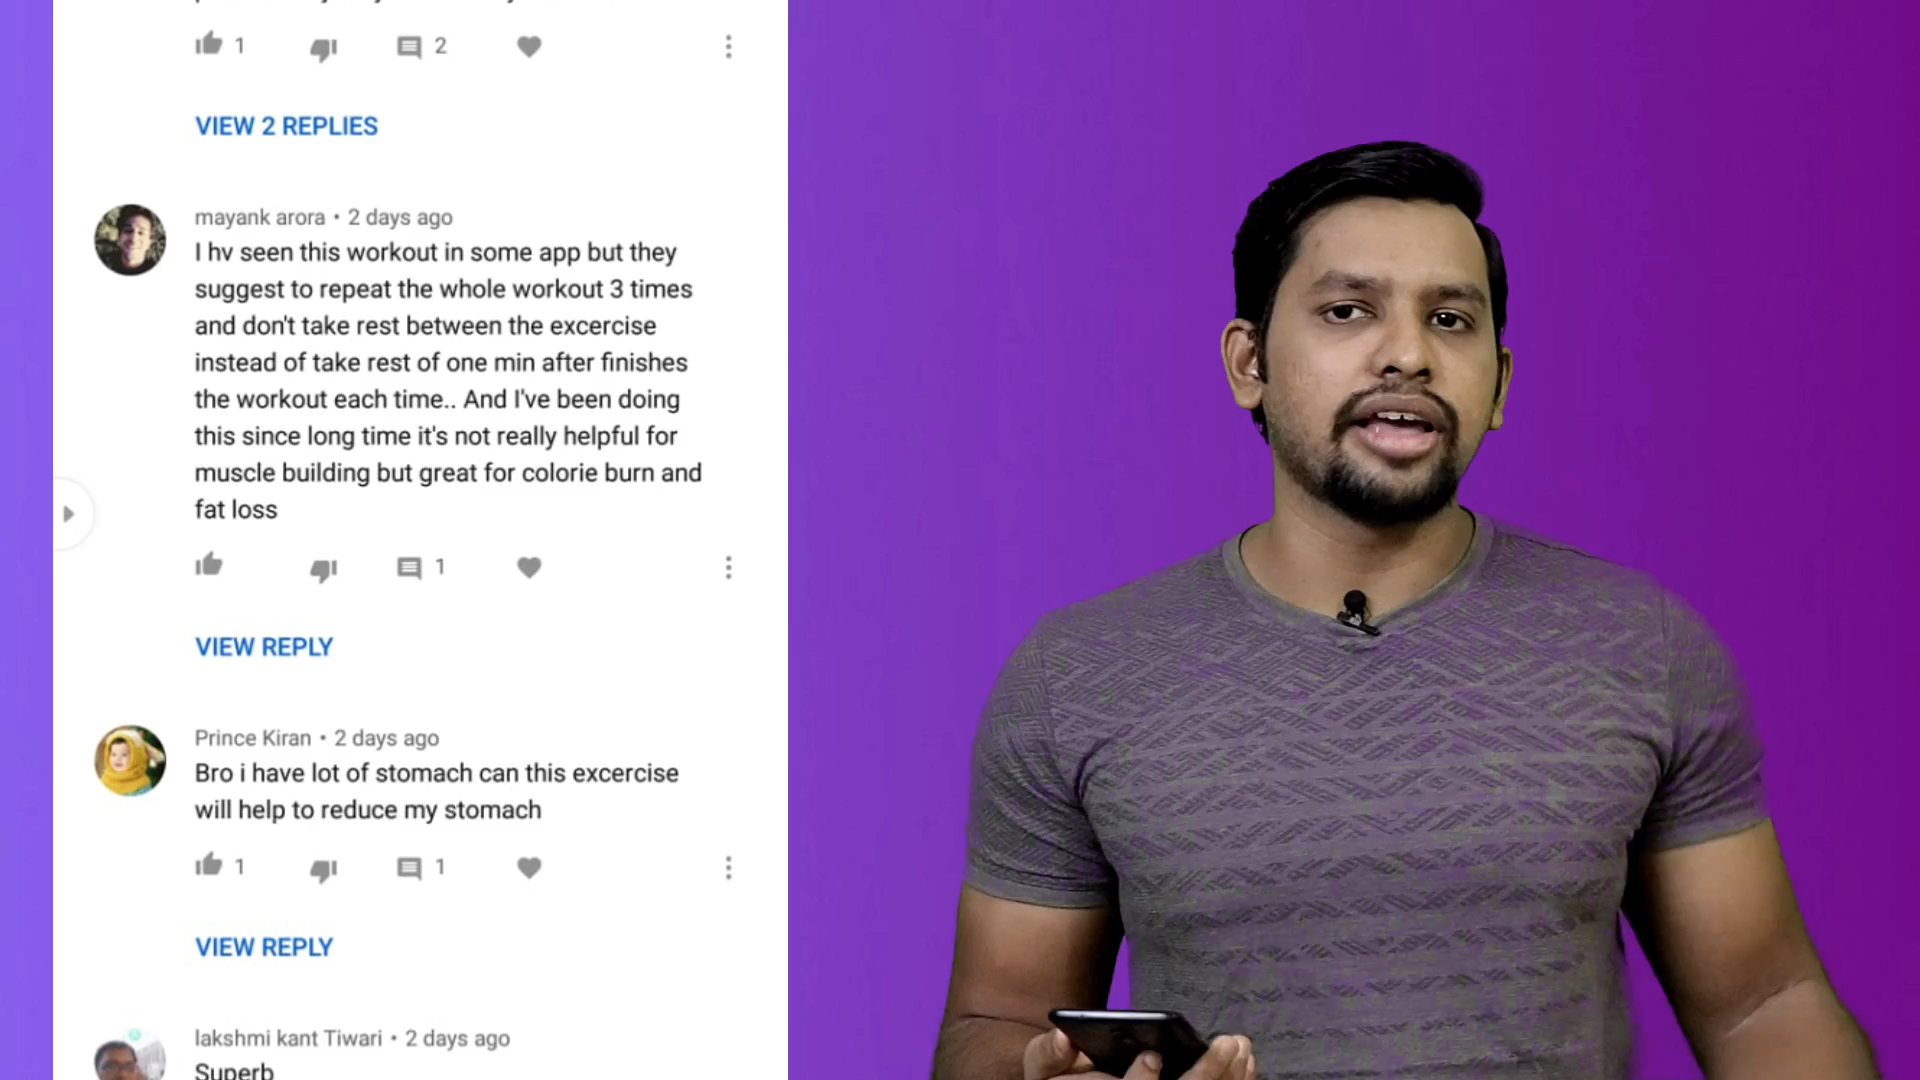 1
2
VIEW 2 REPLIES
mayank arora • 2 days ago
I hv seen this workout in some app but they
suggest to repeat the whole workout 3 times
and don't take rest between the excercise
instead of take rest of one min after finishes
the workout each time.. And I've been doing
this since long time it's not really helpful for
muscle building but great for colorie burn and
fat loss
1
VIEW REPLY
Prince Kiran • 2 days ago
Bro i have lot of stomach can this excercise
will help to reduce my stomach
1
1
VIEW REPLY
lakshmi kant Tiwari • 2 days ago
Superb